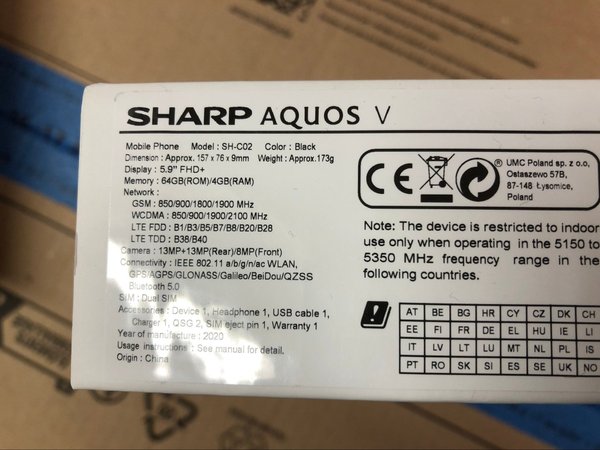 SHARP AQUOS V
Mobile Phone Model : SH-C02 Color : Black
Dimension : Approx. 157 x 76 x 9mm Weight : Approx.173g
Display : 5.9" FHD+
Memory : 64GB(ROM)/4GB(RAM)
Network :
GSM : 850/900/1800/1900 MHz
WCDMA : 850/900/1900/2100 MHz
LTE FDD : B1/B3/B5/B7/B8/B20/B28
LTE TDD : B38/B40
Camera : 13MP+13MP(Rear)/8MP(Front)
Connectivity : IEEE 802.11 a/b/g/n/ac WLAN,
GPS/AGPS/GLONASS/Galileo/BeiDou/QZSS
Bluetooth 5.0
SIM : Dual SIM
Accessories : Device 1, Headphone 1, USB cable 1,
Charger 1, QSG 2, SIM eject pin 1, Warranty 1
Year of manufacture : 2020
Usage instructions : See manual for detail.
Origin : China
CE
®
UMC Poland sp. z o.o,
Ostaszewo 57B,
87-148 Łysomice,
Poland
Note: The device is restricted to indoor
use only when operating in the 5150 to
5350 MHz frequency range in the
following countries.
AT BE BG HR CY CZ DK CH
EE FI FR DE EL HU IE LI
IT LV LT LU MT NL PL IS
PT RO SK SI ES SE UK NO